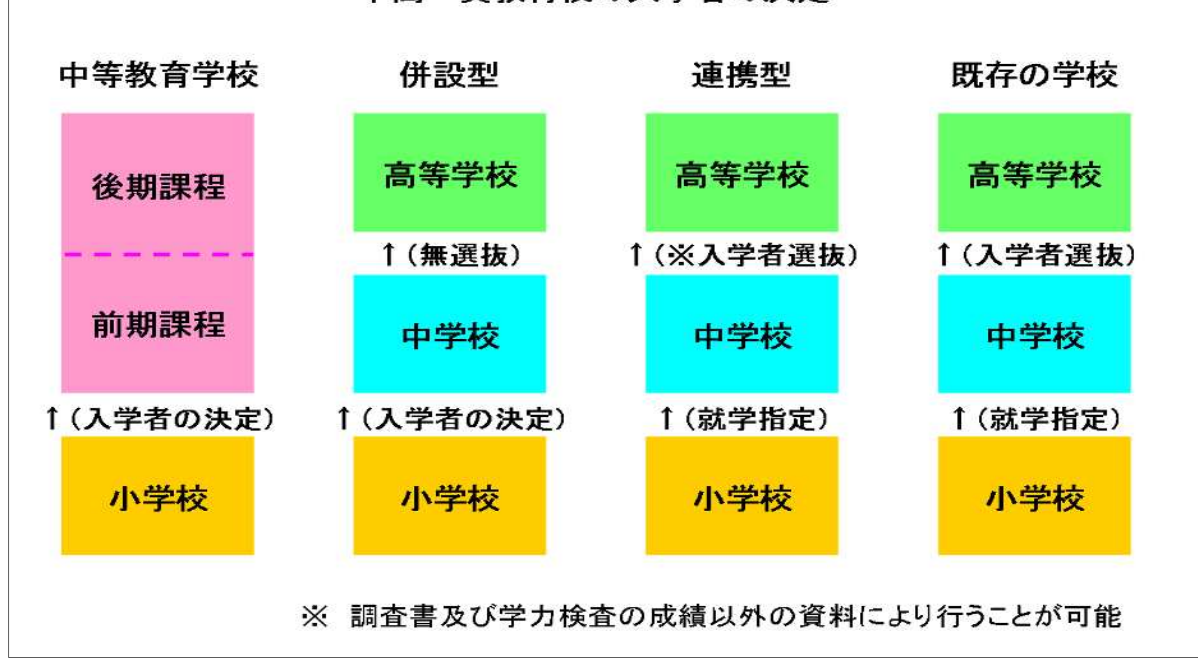 中等教育学校 併設型 連携型 既存の学校
後期課程 高等学校 高等学校 高等学校
↑(無選抜) ↑(※入学者選抜) ↑(入学者選抜)
前期課程 中学校 中学校 中学校
↑(入学者の決定) ↑(入学者の決定) ↑(就学指定) ↑(就学指定)
小学校 小学校 小学校 小学校
※ 調査書及び学力検査の成績以外の資料により行うことが可能